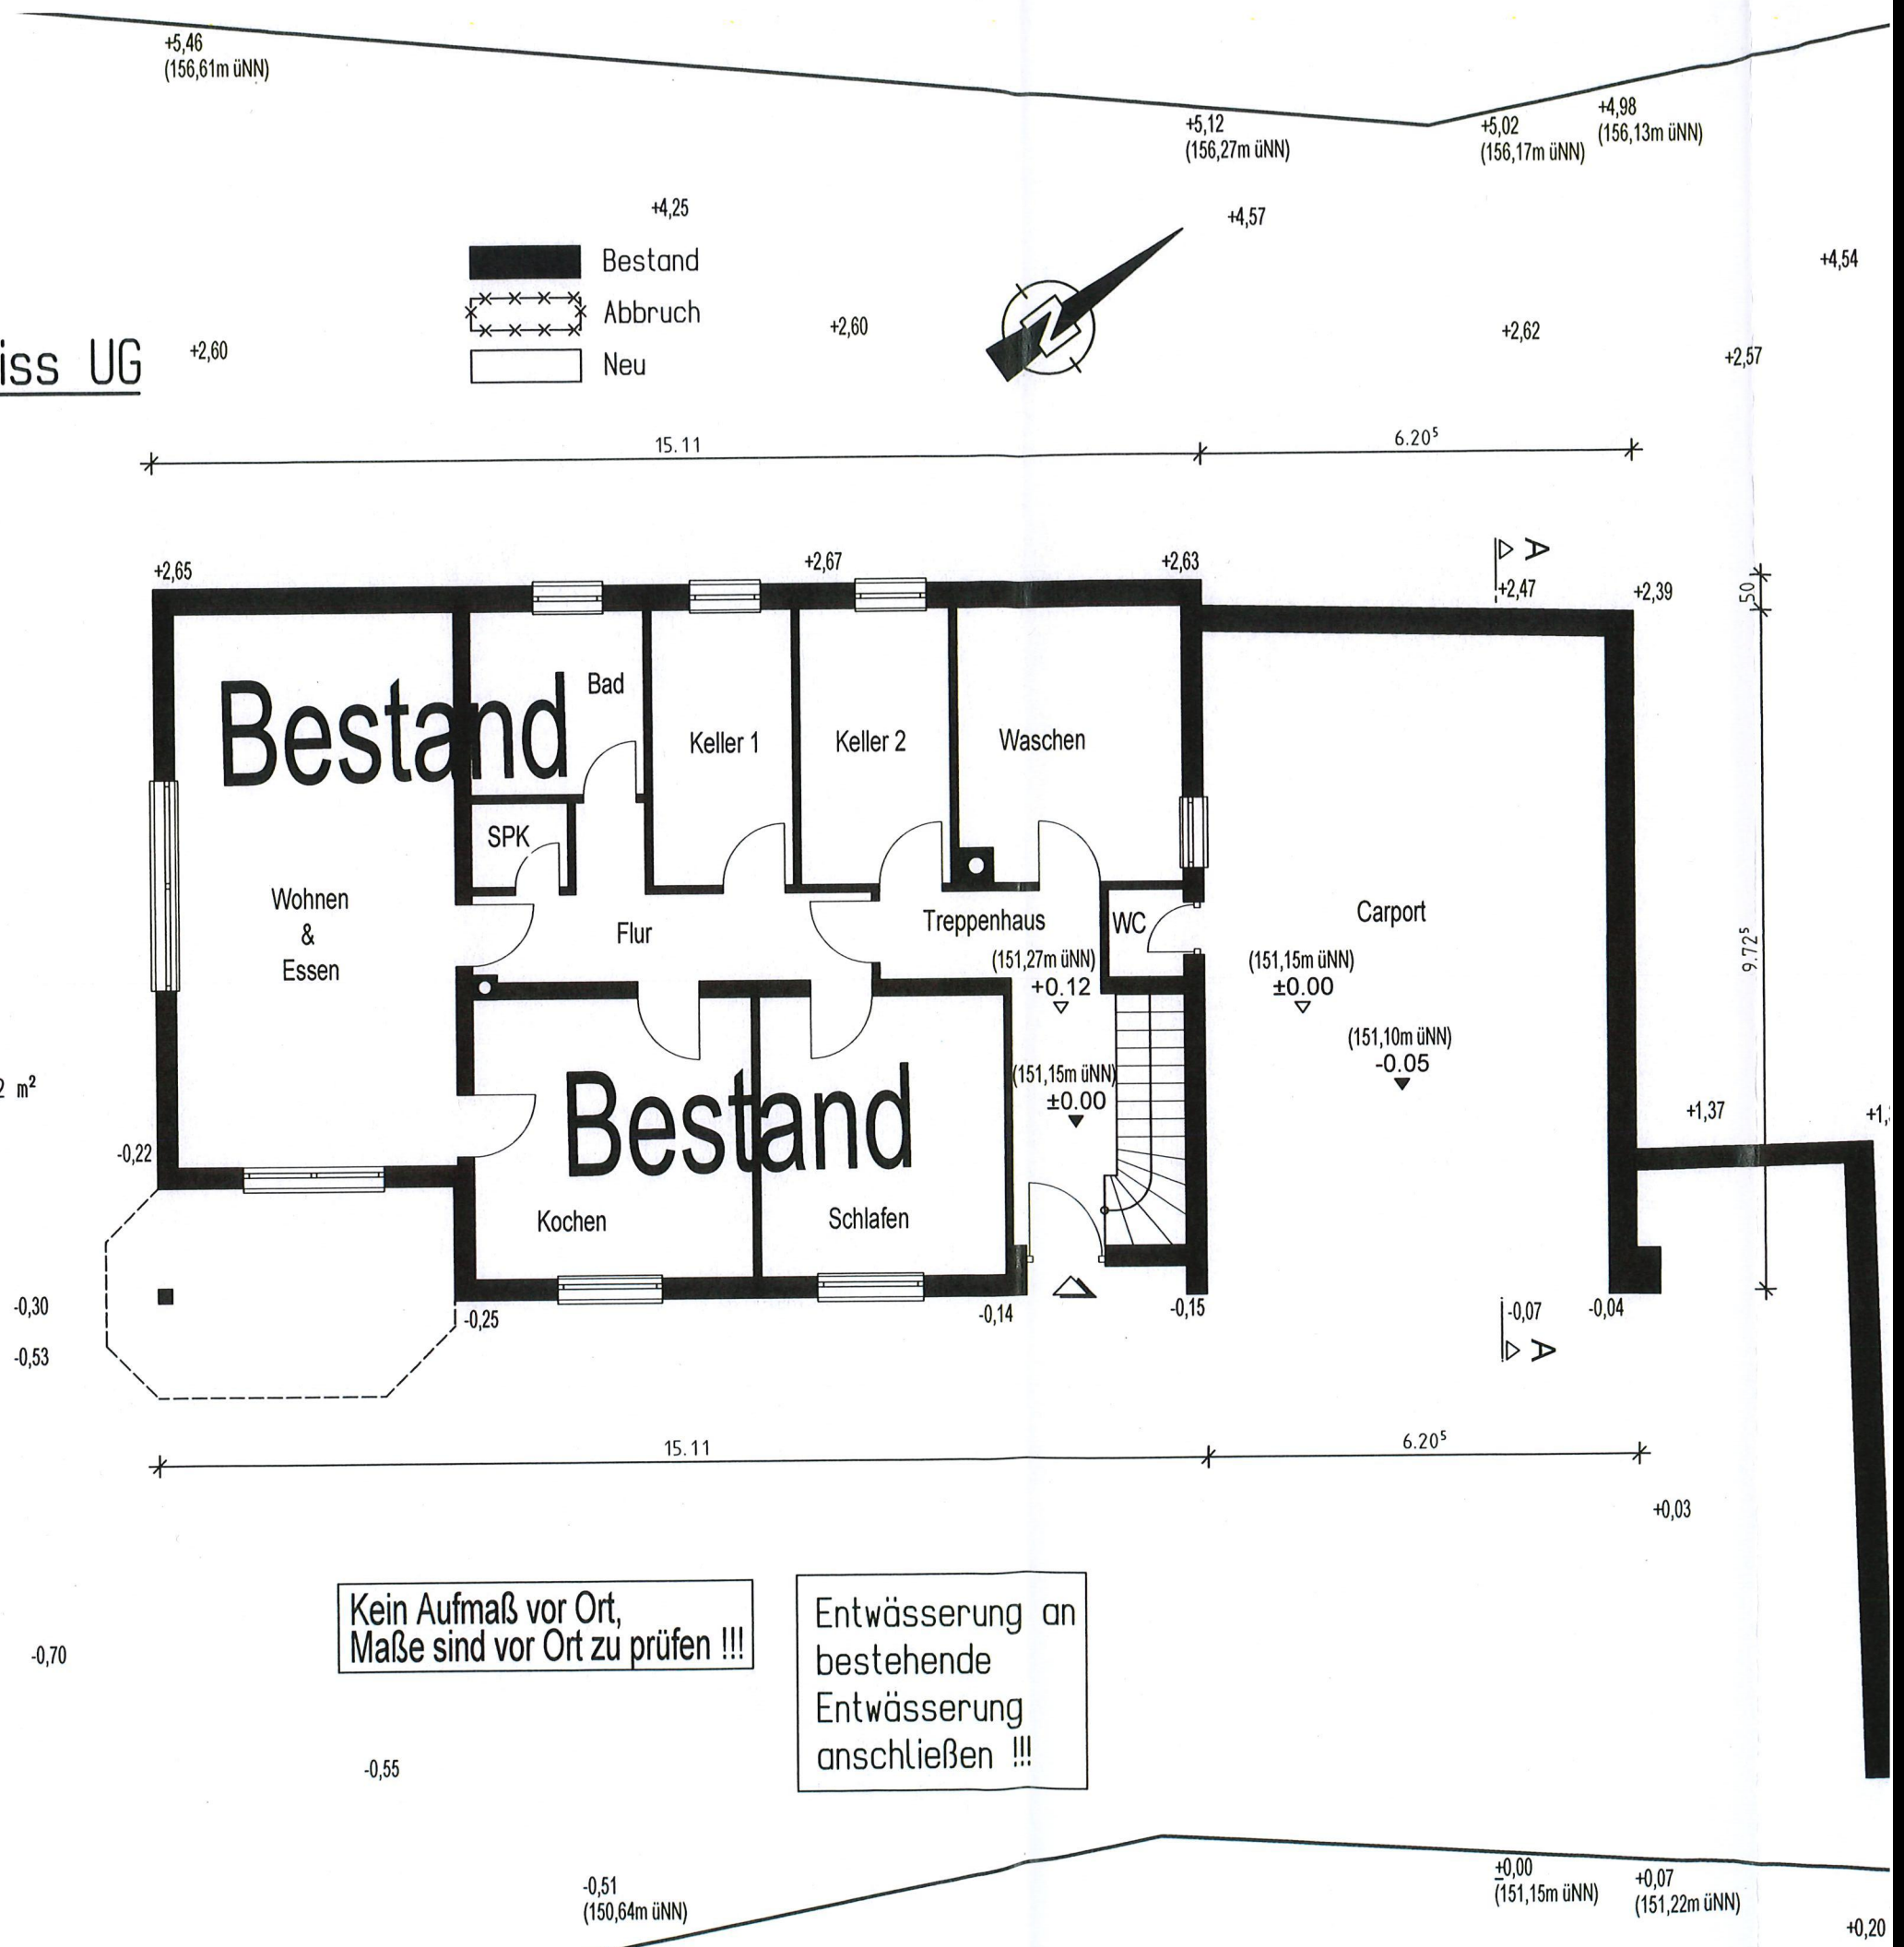 +5,46
(156,61m üNN)
+5,12
(156,27m üNN)
+5,02
(156,17m üNN)
+4,98
(156,13m üNN)
+4,25
+4,57
+4,54
Bestand
Abbruch
Neu
N
iss UG
+2,60
+2,60
+2,62
+2,57
15.11
6.20⁵
+2,65
+2,67
+2,63
A
+2,47
+2,39
50
Bestand
Bad
Keller 1
Keller 2
Waschen
SPK
Wohnen
&
Essen
Flur
Treppenhaus
WC
Carport
9.72⁵
(151,27m üNN)
+0.12
(151,15m üNN)
±0.00
(151,10m üNN)
-0.05
(151,15m üNN)
±0.00
m²
+1,37
-0,22
Bestand
Kochen
Schlafen
-0,30
-0,53
-0,25
-0,14
-0,15
-0,07
-0,04
A
15.11
6.20⁵
+0,03
Kein Aufmaß vor Ort,
Maße sind vor Ort zu prüfen !!!
Entwässerung an
bestehende
Entwässerung
anschließen !!!
-0,70
-0,55
-0,51
(150,64m üNN)
±0,00
(151,15m üNN)
+0,07
(151,22m üNN)
+0,20